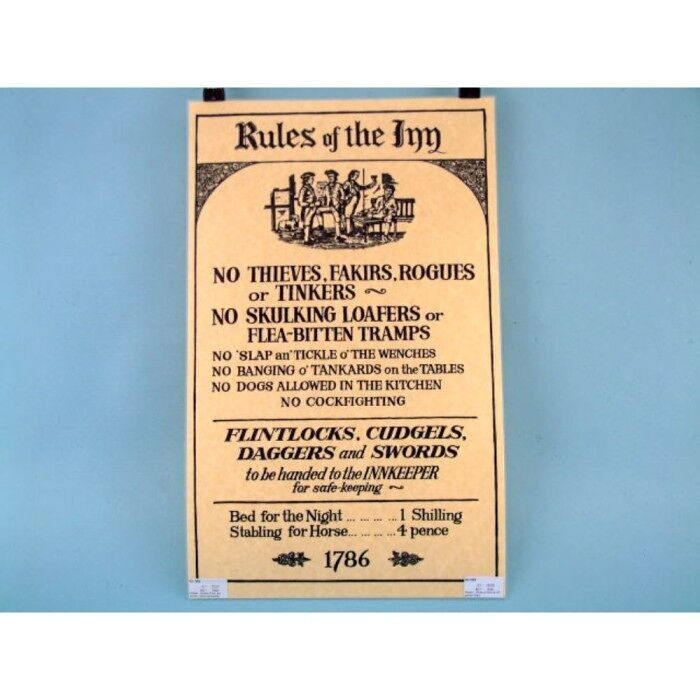 Rules of the Inn
NO THIEVES, FAKIRS, ROGUES
or TINKERS
NO SKULKING LOAFERS or
FLEA-BITTEN TRAMPS
NO 'SLAP an' TICKLE o' THE WENCHES
NO BANGING o' TANKARDS on the TABLES
NO DOGS ALLOWED IN THE KITCHEN
NO COCKFIGHTING
FLINTLOCKS, CUDGELS,
DAGGERS and SWORDS
to be handed to the INNKEEPER
for safe-keeping
Bed for the Night ... ... ... ... 1 Shilling
Stabling for Horse... ... ... 4 pence
1786